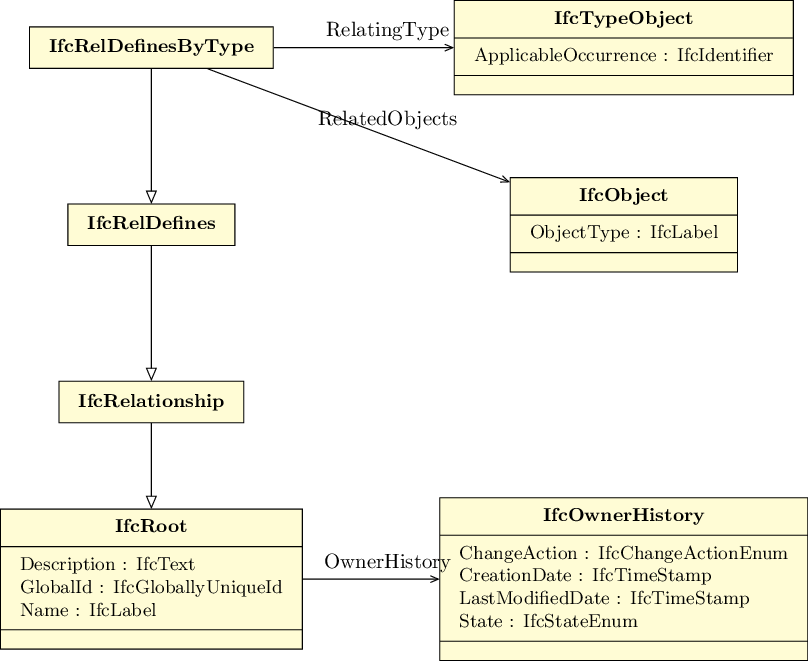 IfcRelDefinesByType
RelatingType
IfcTypeObject
ApplicableOccurrence : IfcIdentifier
RelatedObjects
IfcObject
ObjectType : IfcLabel
IfcRelDefines
IfcRelationship
IfcRoot
Description : IfcText
GlobalId : IfcGloballyUniqueId
Name : IfcLabel
OwnerHistory
IfcOwnerHistory
ChangeAction : IfcChangeActionEnum
CreationDate : IfcTimeStamp
LastModifiedDate : IfcTimeStamp
State : IfcStateEnum